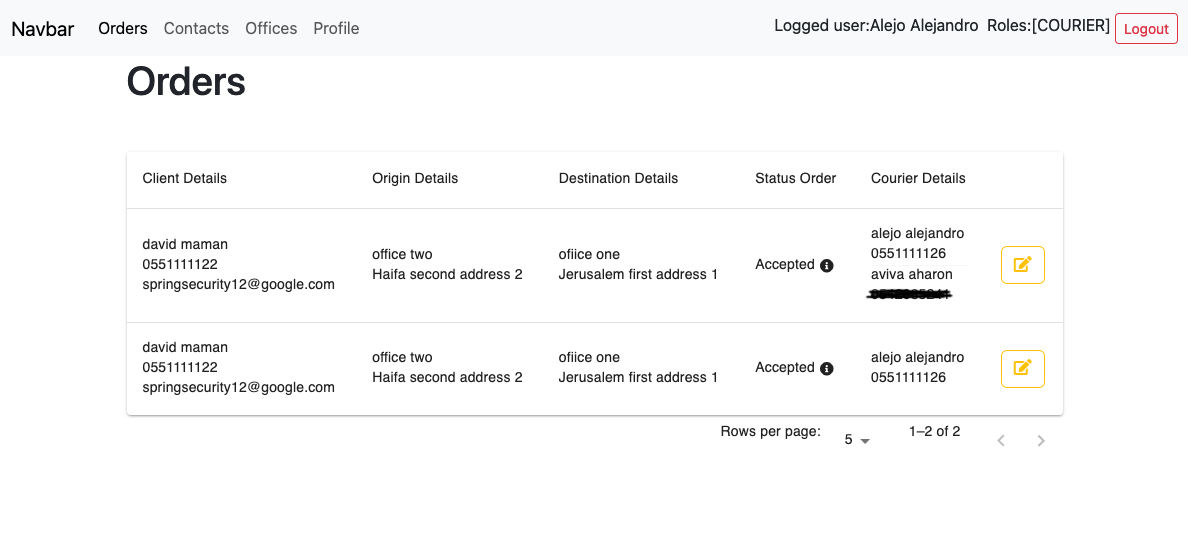 Navbar Orders Contacts Offices Profile Logged user:Alejo Alejandro Roles:[COURIER] Logout
Orders
Client Details Origin Details Destination Details Status Order Courier Details
david maman
0551111122
springsecurity12@google.com
office two
Haifa second address 2
ofiice one
Jerusalem first address 1
Accepted
alejo alejandro
0551111126
aviva aharon
david maman
0551111122
springsecurity12@google.com
office two
Haifa second address 2
ofiice one
Jerusalem first address 1
Accepted
alejo alejandro
0551111126
Rows per page: 5 1–2 of 2